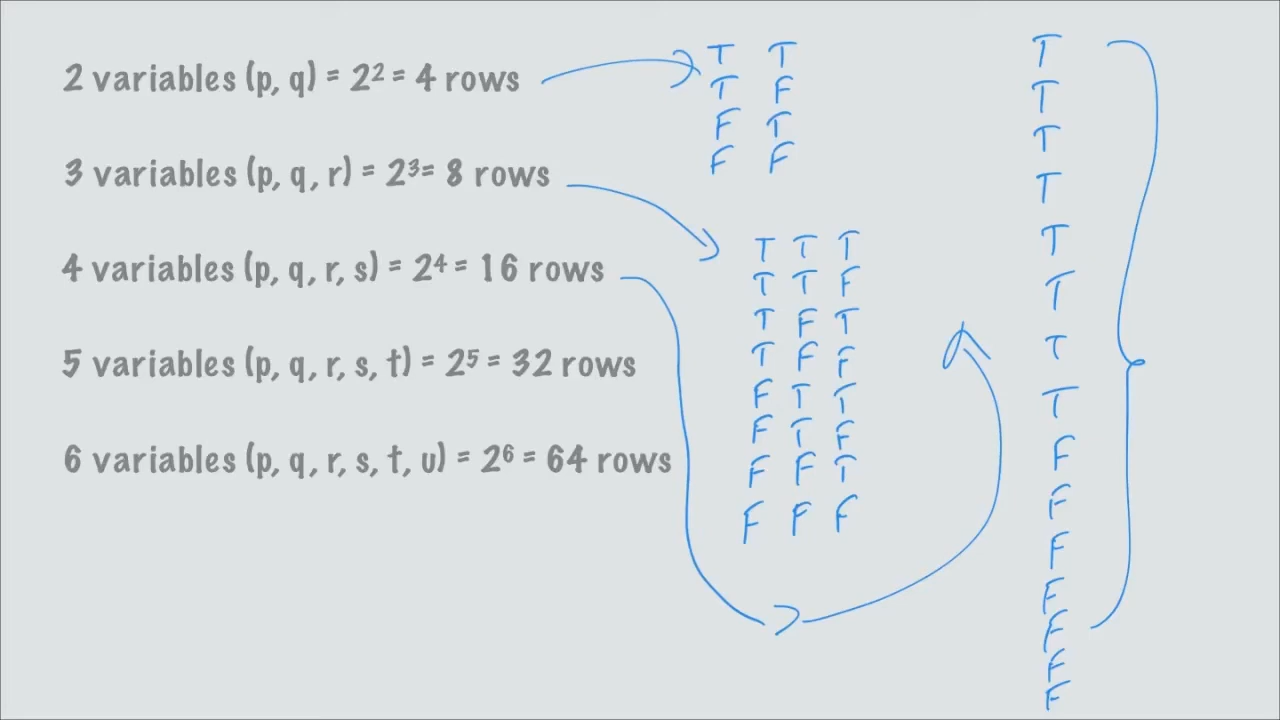 2 variables (p, q) = 2² = 4 rows
3 variables (p, q, r) = 2³= 8 rows
4 variables (p, q, r, s) = 2⁴ = 16 rows
5 variables (p, q, r, s, t) = 2⁵ = 32 rows
6 variables (p, q, r, s, t, u) = 2⁶ = 64 rows
T T
T F
F T
F F
T T T
T T F
T F T
T F F
F T T
F T F
F F T
F F F
T
T
T
T
T
T
T
T
F
F
F
F
F
F
F